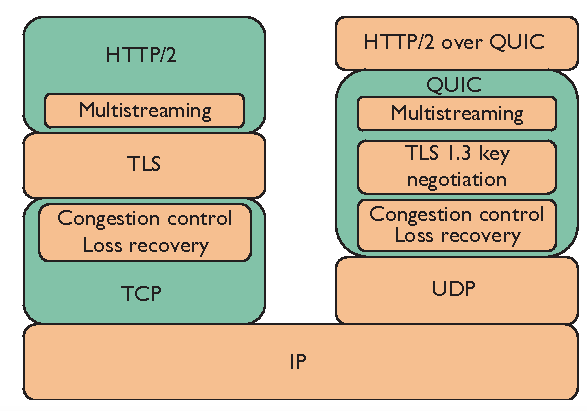 HTTP/2
Multistreaming
TLS
Congestion control
Loss recovery
TCP
HTTP/2 over QUIC
QUIC
Multistreaming
TLS 1.3 key
negotiation
Congestion control
Loss recovery
UDP
IP